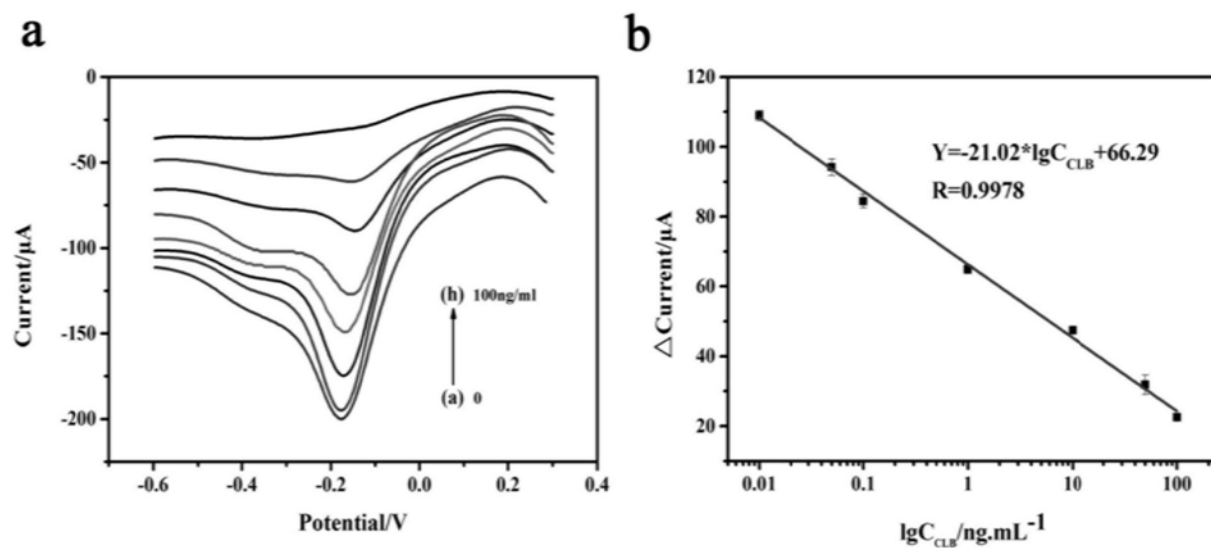 a
0
-50
-100
-150
-200
-0.6
-0.4
-0.2
0.0
0.2
0.4
Current/μA
Potential/V
(h) 100ng/ml
(a) 0
b
120
100
80
60
40
20
0.01
0.1
1
10
100
△Current/μA
lgC_CLB/ng.mL⁻¹
Y=-21.02*lgC_CLB+66.29
R=0.9978